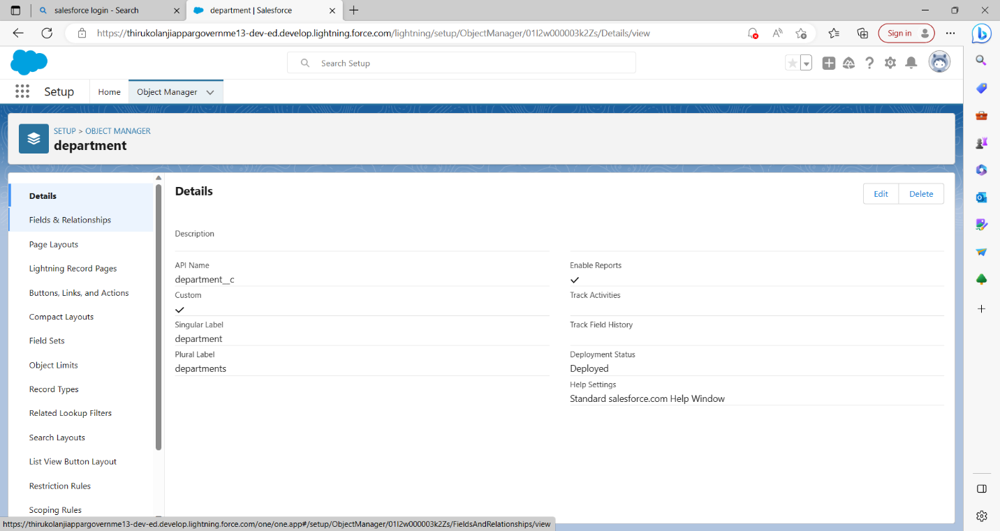 salesforce login - Search
department | Salesforce
https://thirukolanjiappargovernme13-dev-ed.develop.lightning.force.com/lightning/setup/ObjectManager/01I2w000003k2Zs/Details/view
Sign in
Search Setup
Setup
Home
Object Manager
SETUP > OBJECT MANAGER
department
Details
Fields & Relationships
Page Layouts
Lightning Record Pages
Buttons, Links, and Actions
Compact Layouts
Field Sets
Object Limits
Record Types
Related Lookup Filters
Search Layouts
List View Button Layout
Restriction Rules
Scoping Rules
Details
Edit
Delete
Description
API Name
department__c
Custom
Singular Label
department
Plural Label
departments
Enable Reports
Track Activities
Track Field History
Deployment Status
Deployed
Help Settings
Standard salesforce.com Help Window
https://thirukolanjiappargovernme13-dev-ed.develop.lightning.force.com/one/one.app#/setup/ObjectManager/01I2w000003k2Zs/FieldsAndRelationships/view